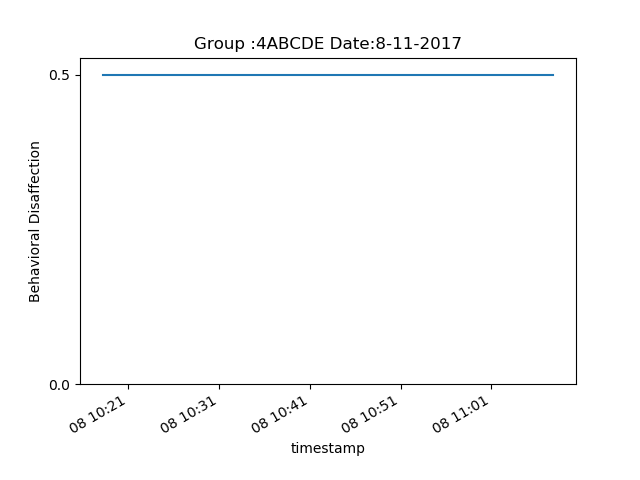 Group :4ABCDE Date:8-11-2017
0.5
Behavioral Disaffection
0.0
08 10:21
08 10:31
08 10:41
08 10:51
08 11:01
timestamp